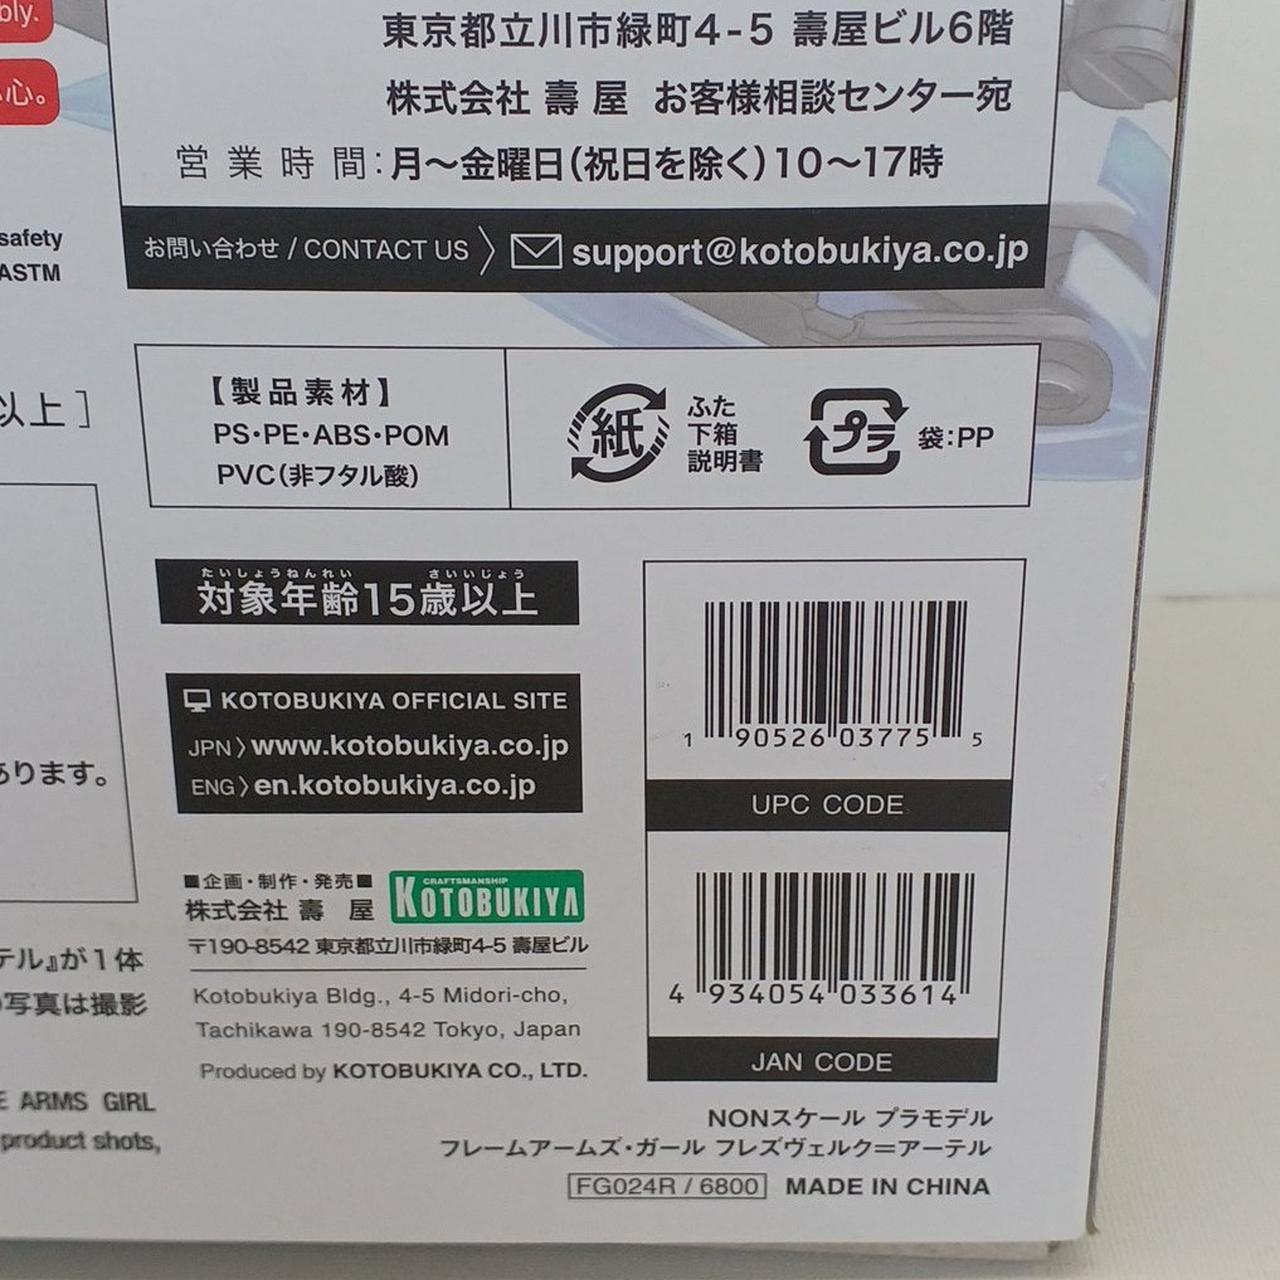 bly.
心。
東京都立川市緑町4-5 壽屋ビル6階
株式会社 壽屋 お客様相談センター宛
営業時間:月〜金曜日(祝日を除く)10〜17時
safety
ASTM
お問い合わせ / CONTACT US 〉 support@kotobukiya.co.jp
以上]
【製品素材】
PS・PE・ABS・POM
PVC(非フタル酸)
紙
ふた
下箱
説明書
プラ
袋:PP
たいしょうねんれい さいいじょう
対象年齢15歳以上
KOTOBUKIYA OFFICIAL SITE
JPN〉www.kotobukiya.co.jp
ENG〉en.kotobukiya.co.jp
1 90526 03775 5
UPC CODE
4 934054 033614
JAN CODE
あります。
■企画・制作・発売■
株式会社 壽 屋
CRAFTSMANSHIP
KOTOBUKIYA
〒190-8542 東京都立川市緑町4-5 壽屋ビル
Kotobukiya Bldg., 4-5 Midori-cho,
Tachikawa 190-8542 Tokyo, Japan
Produced by KOTOBUKIYA CO., LTD.
テル』が1体
写真は撮影
E ARMS GIRL
product shots,
NONスケール プラモデル
フレームアームズ・ガール フレズヴェルク=アーテル
FG024R / 6800 MADE IN CHINA